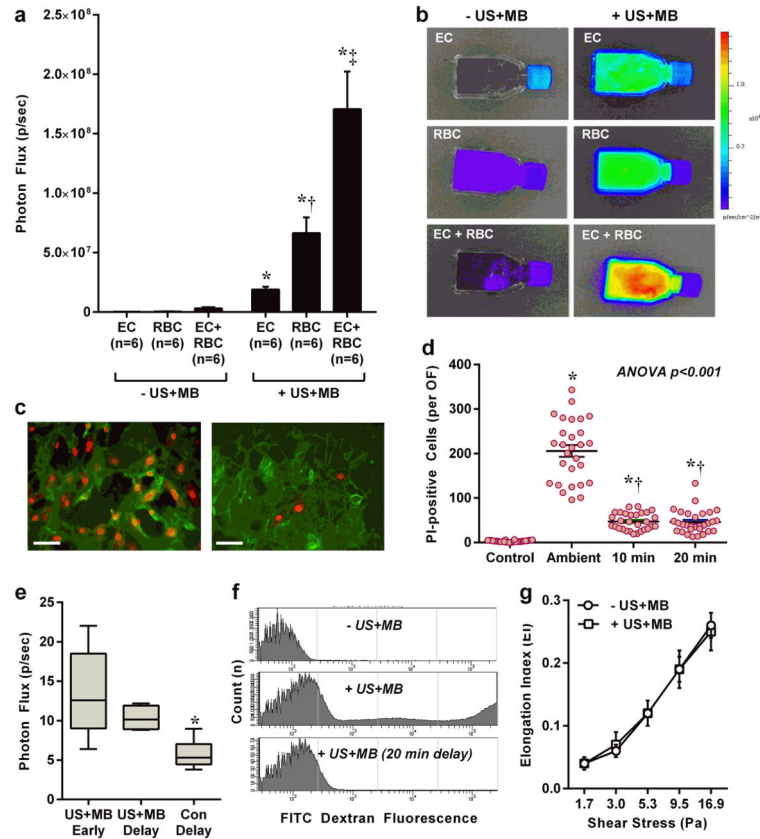 a
Photon Flux (p/sec)
2.5×10⁸
2.0×10⁸
1.5×10⁸
1.0×10⁸
5.0×10⁷
0
*
*†
*‡
EC
(n=6)
RBC
(n=6)
EC+
RBC
(n=6)
EC
(n=6)
RBC
(n=6)
EC+
RBC
(n=6)
- US+MB
+ US+MB
b
- US+MB
+ US+MB
EC
EC
RBC
RBC
EC + RBC
EC + RBC
1.0
0.5
c
d
ANOVA p<0.001
PI-positive Cells (per OF)
400
300
200
100
0
*
*†
*†
Control
Ambient
10 min
20 min
e
Photon Flux (p/sec)
25
20
15
10
5
0
*
US+MB
Early
US+MB
Delay
Con
Delay
f
Count (n)
- US+MB
+ US+MB
+ US+MB (20 min delay)
FITC Dextran Fluorescence
g
Elongation Index (EI)
0.3
0.2
0.1
0.0
- US+MB
+ US+MB
1.7
3.0
5.3
9.5
16.9
Shear Stress (Pa)